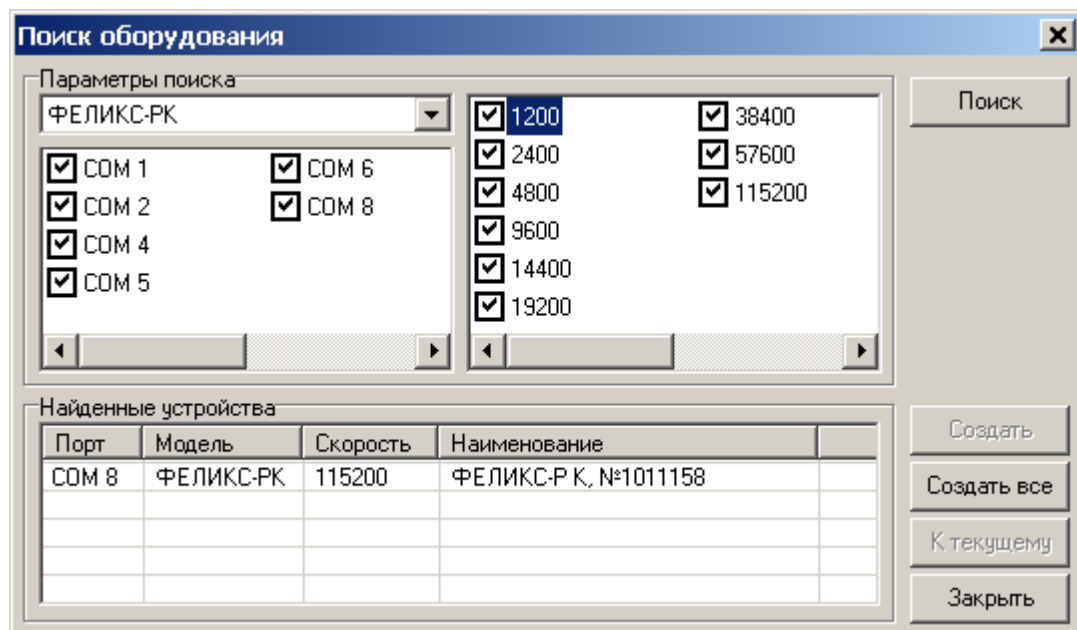 Поиск оборудования
Параметры поиска
ФЕЛИКС-РК
COM 1
COM 2
COM 4
COM 5
COM 6
COM 8
1200
2400
4800
9600
14400
19200
38400
57600
115200
Поиск
Найденные устройства
Порт Модель Скорость Наименование
COM 8 ФЕЛИКС-РК 115200 ФЕЛИКС-Р К, №1011158
Создать
Создать все
К текущему
Закрыть